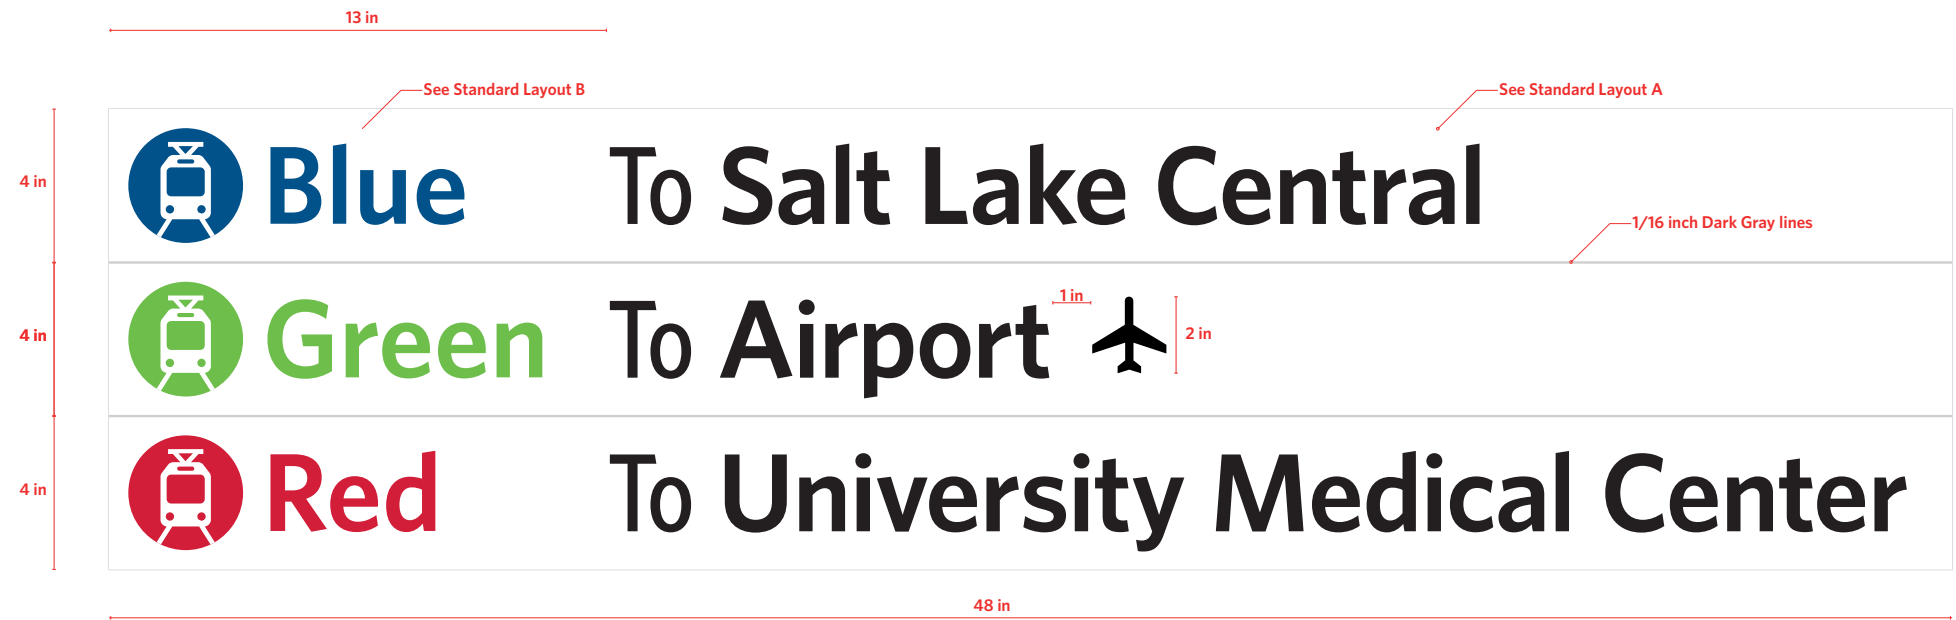 13 in
See Standard Layout B
See Standard Layout A
4 in
Blue To Salt Lake Central
1/16 inch Dark Gray lines
4 in
Green To Airport
1 in
2 in
4 in
Red To University Medical Center
48 in